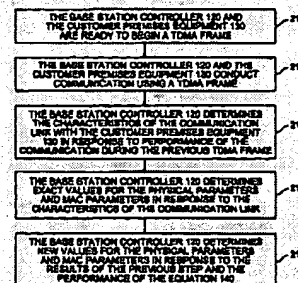 THE BASE STATION CONTROLLER 120 AND
THE CUSTOMER PREMISES EQUIPMENT 130
ARE READY TO BEGIN A TDMA FRAME
21
THE BASE STATION CONTROLLER 120 AND THE
CUSTOMER PREMISES EQUIPMENT 130 CONDUCT
COMMUNICATION USING A TDMA FRAME
21
THE BASE STATION CONTROLLER 120 DETERMINES
THE CHARACTERISTICS OF THE COMMUNICATION
LINK WITH THE CUSTOMER PREMISES EQUIPMENT
130 IN RESPONSE TO PERFORMANCE OF THE
COMMUNICATION DURING THE PREVIOUS TDMA FRAME
21
THE BASE STATION CONTROLLER 120 DETERMINES
EXACT VALUES FOR THE PHYSICAL PARAMETERS
AND MAC PARAMETERS IN RESPONSE TO THE
CHARACTERISTICS OF THE COMMUNICATION LINK
21
THE BASE STATION CONTROLLER 120 DETERMINES
NEW VALUES FOR THE PHYSICAL PARAMETERS
AND MAC PARAMETERS IN RESPONSE TO THE
RESULTS OF THE PREVIOUS STEP AND THE
PERFORMANCE OF THE EQUATION 140
21